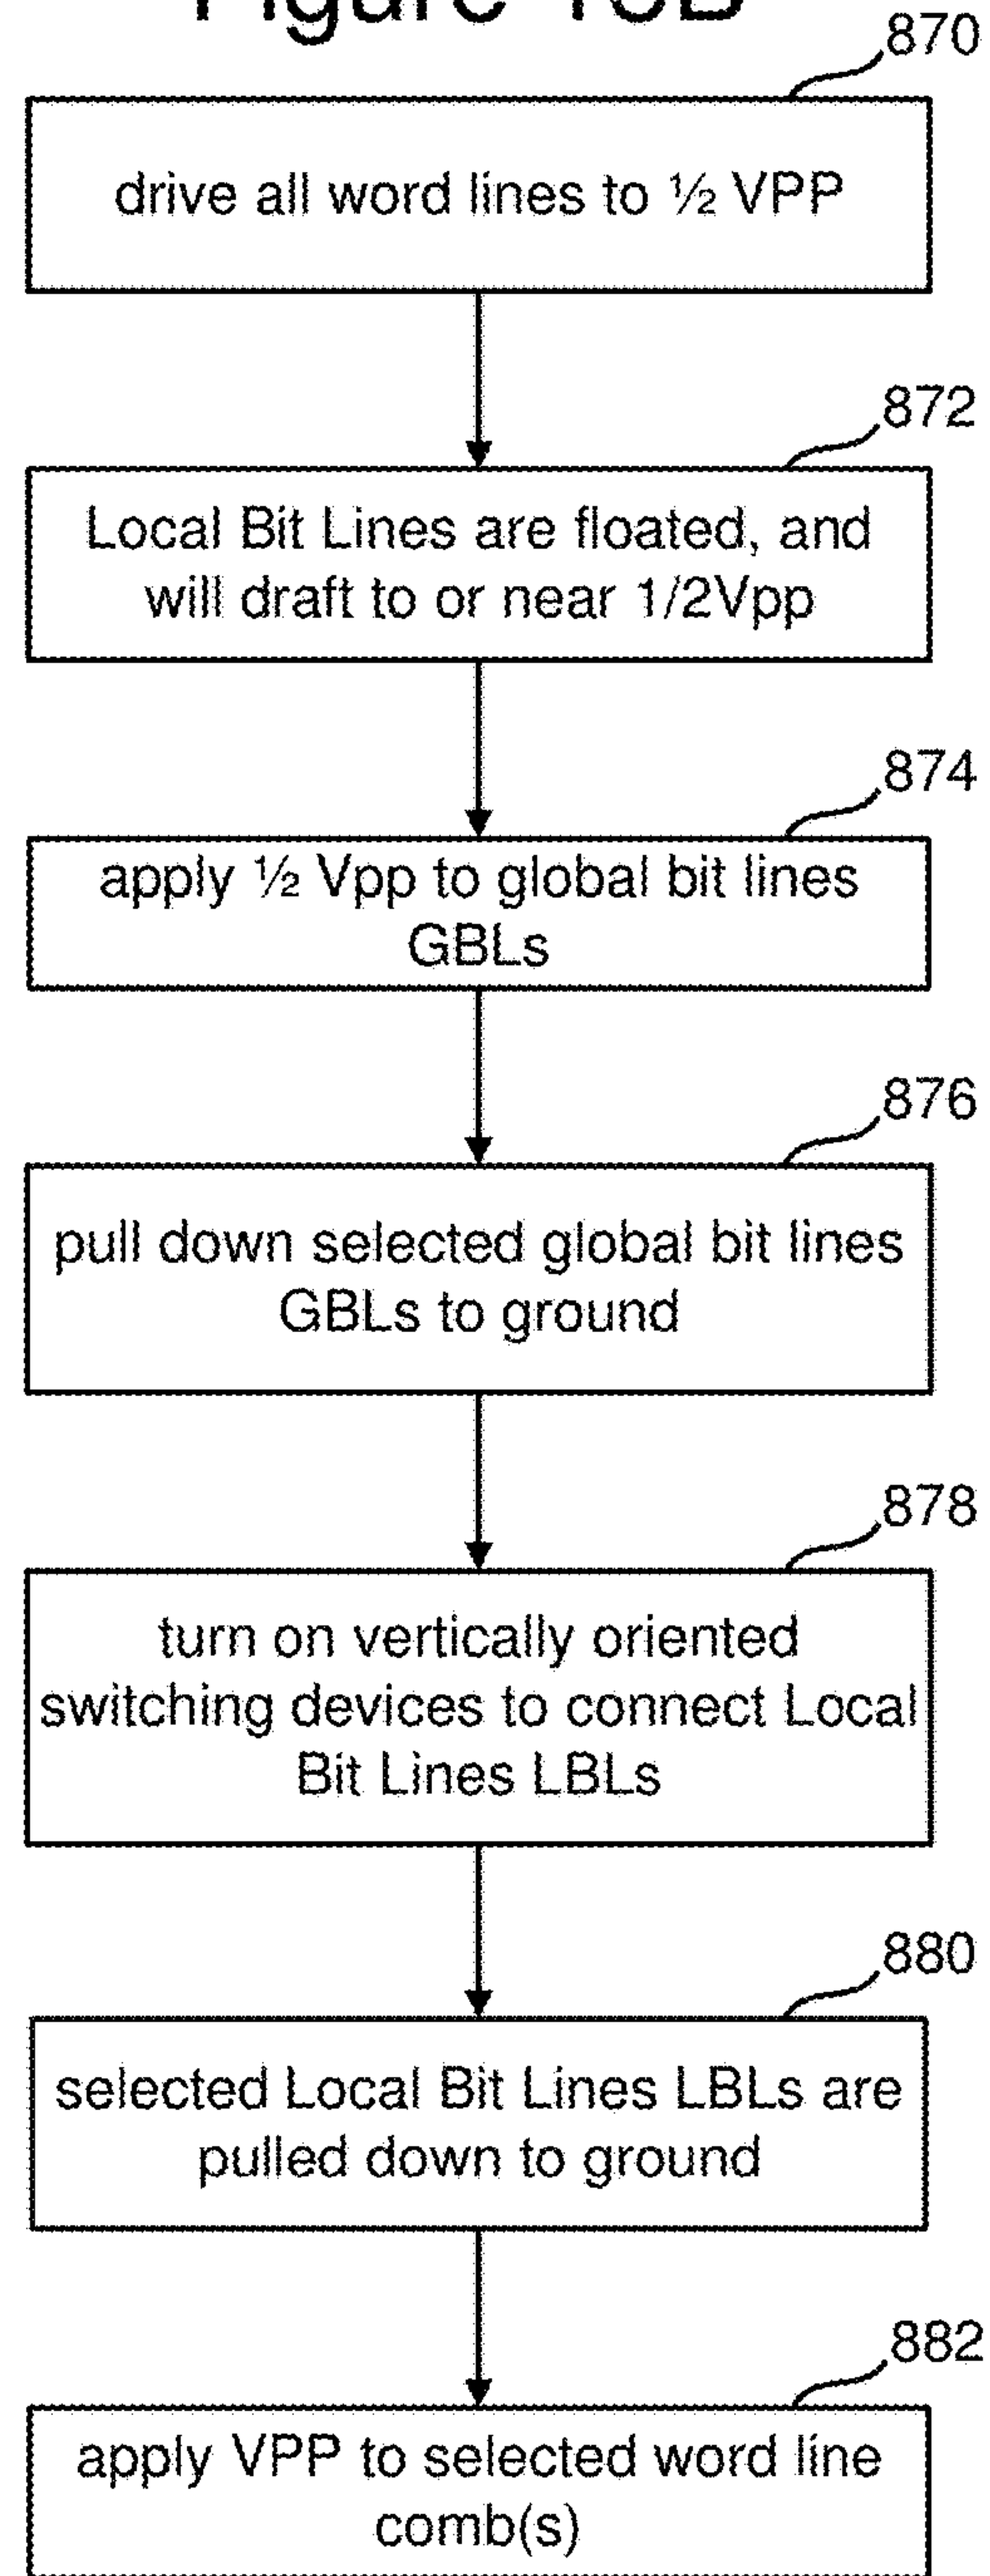 870
drive all word lines to ½ VPP
872
Local Bit Lines are floated, and
will draft to or near 1/2Vpp
874
apply ½ Vpp to global bit lines
GBLs
876
pull down selected global bit lines
GBLs to ground
878
turn on vertically oriented
switching devices to connect Local
Bit Lines LBLs
880
selected Local Bit Lines LBLs are
pulled down to ground
882
apply VPP to selected word line
comb(s)